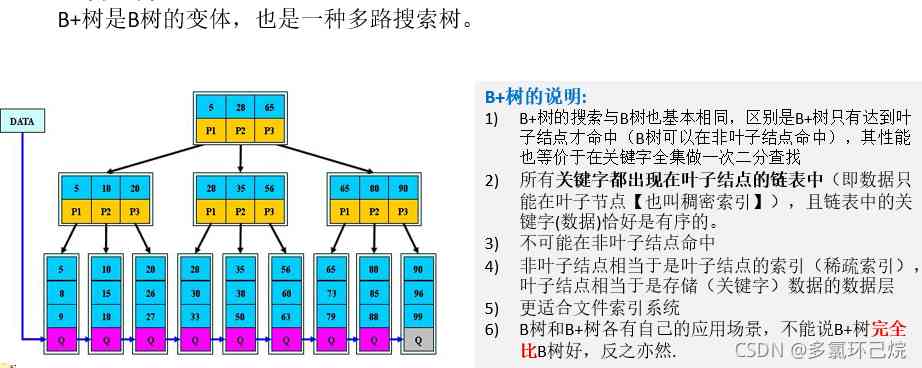 B+树是B树的变体，也是一种多路搜索树。
5 28 65
P1 P2 P3
DATA
5 10 20 28 35 56 65 80 90
P1 P2 P3 P1 P2 P3 P1 P2 P3
5 10 20 28 35 56 65 80 90
8 15 26 30 38 60 73 85 96
9 18 27 33 50 63 79 88 99
Q Q Q Q Q Q Q Q Q
B+树的说明:
1) B+树的搜索与B树也基本相同，区别是B+树只有达到叶
子结点才命中（B树可以在非叶子结点命中），其性能
也等价于在关键字全集做一次二分查找
2) 所有关键字都出现在叶子结点的链表中（即数据只
能在叶子节点【也叫稠密索引】），且链表中的关
键字(数据)恰好是有序的。
3) 不可能在非叶子结点命中
4) 非叶子结点相当于是叶子结点的索引（稀疏索引），
叶子结点相当于是存储（关键字）数据的数据层
5) 更适合文件索引系统
6) B树和B+树各有自己的应用场景，不能说B+树完全
比B树好，反之亦然.
CSDN @多氯环己烷